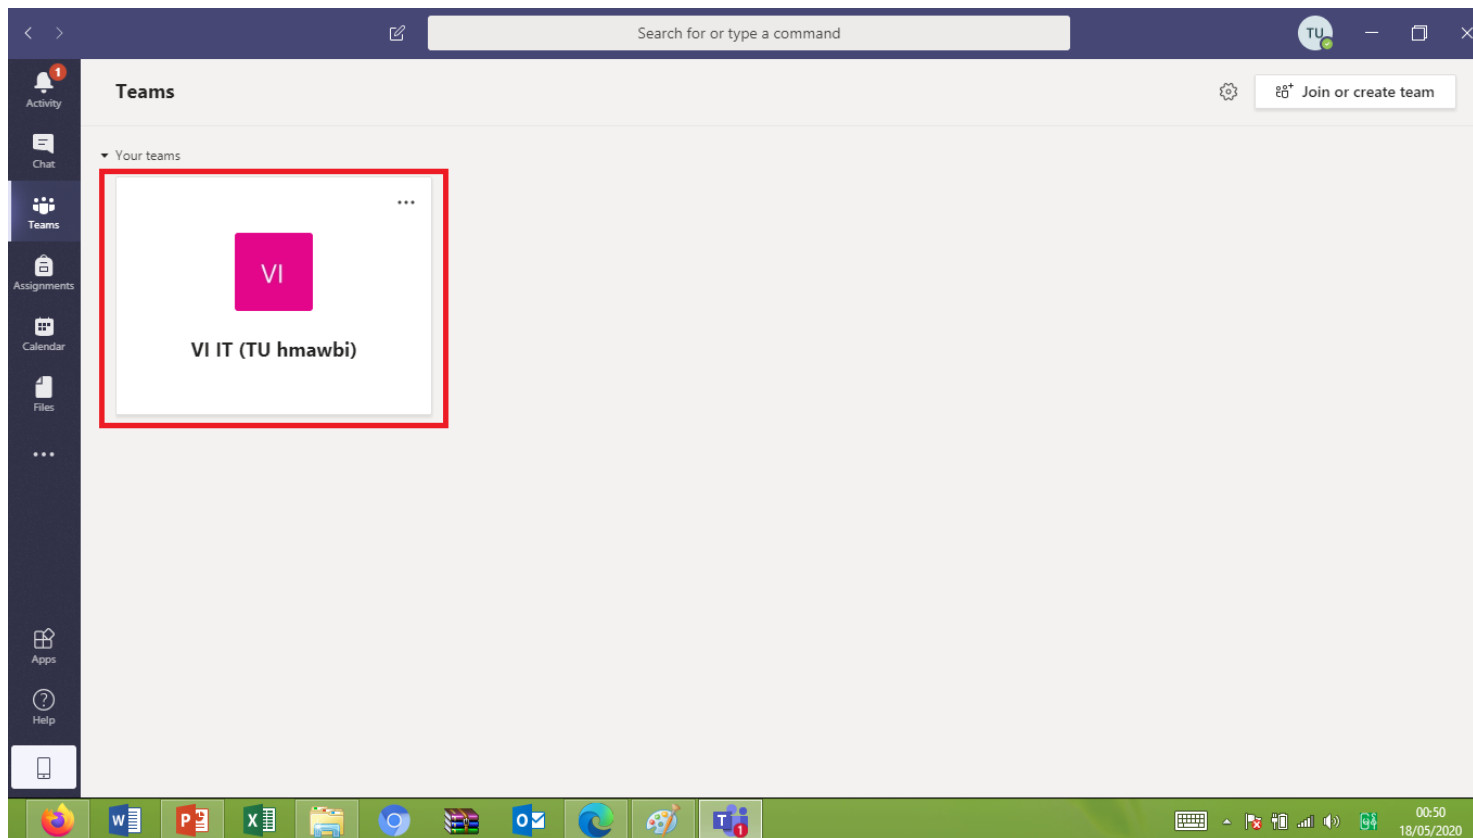 Search for or type a command
TU
1
Activity
Teams
Join or create team
Chat
Your teams
Teams
VI
VI IT (TU hmawbi)
Assignments
Calendar
Files
Apps
Help
00:50
18/05/2020